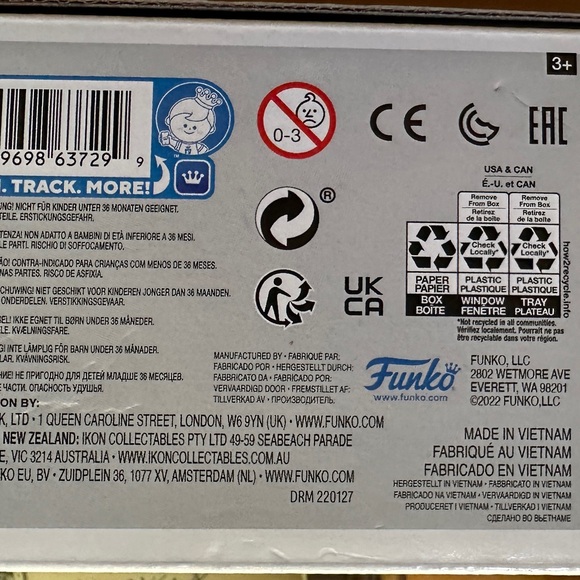 3+
0-3
CE
EAC
9698 63729 9
. TRACK. MORE!
™
®
UK
CA
USA & CAN
É.-U. et CAN
Remove
From Box
Retirez
de la boîte
Remove
From Box
Retirez
de la boîte
Check
Locally*
Check
Locally*
PAPER
PAPIER
PLASTIC
PLASTIQUE
PLASTIC
PLASTIQUE
BOX
BOÎTE
WINDOW
FENÊTRE
TRAY
PLATEAU
*Not recycled in all communities.
Vérifiez localement. Pourrait ne pas
être recyclable dans votre région.
how2recycle.info
UNG! NICHT FÜR KINDER UNTER 36 MONATEN GEEIGNET.
TEILE. ERSTICKUNGSGEFAHR.
TENZA! NON ADATTO A BAMBINI DI ETÀ INFERIORE A 36 MESI.
LE PARTI. RISCHIO DI SOFFOCAMENTO.
ÃO! CONTRA-INDICADO PARA CRIANÇAS COM MENOS DE 36 MESES.
NAS PARTES. RISCO DE ASFIXIA.
SCHUWING! NIET GESCHIKT VOOR KINDEREN JONGER DAN 36 MAANDEN.
ONDERDELEN. VERSTIKKINGSGEVAAR.
SEL! IKKE EGNET TIL BØRN UNDER 36 MÅNEDER.
LE. KVÆLNINGSFARE.
G! INTE LÄMPLIG FÖR BARN UNDER 36 MÅNADER.
LAR. KVÄVNINGSRISK.
НИЕ! НЕ ПРИГОДНО ДЛЯ ДЕТЕЙ МЛАДШЕ 36 МЕСЯЦЕВ.
Е ЧАСТИ. ОПАСНОСТЬ УДУШЬЯ.
MANUFACTURED BY • FABRIQUÉ PAR:
FABRICADO POR • HERGESTELLT DURCH:
FABRICATO DA • FABRICADO POR:
VERVAARDIGD DOOR • FREMSTILLET AF:
TILLVERKAD AV • ПРОИЗВОДИТЕЛЬ:
Funko
www.funko.com
FUNKO, LLC
2802 WETMORE AVE
EVERETT, WA 98201
©2022 FUNKO,LLC
ION BY:
K, LTD • 1 QUEEN CAROLINE STREET, LONDON, W6 9YN (UK) • WWW.FUNKO.COM
NEW ZEALAND: IKON COLLECTABLES PTY LTD 49-59 SEABEACH PARADE
E, VIC 3214 AUSTRALIA • WWW.IKONCOLLECTABLES.COM.AU
KO EU, BV • ZUIDPLEIN 36, 1077 XV, AMSTERDAM (NL) • WWW.FUNKO.COM
DRM 220127
MADE IN VIETNAM
FABRIQUÉ AU VIETNAM
FABRICADO EN VIETNAM
HERGESTELLT IN VIETNAM • FABBRICATO IN VIETNAM
FABRICADO NA VIETNAM • VERVAARDIGD IN VIETNAM
PRODUCERET I VIETNAM • TILLVERKAD I VIETNAM
СДЕЛАНО ВО ВЬЕТНАМЕ